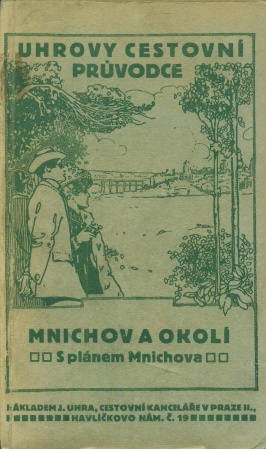 UHROVY CESTOVNÍ
PRŮVODCE
MNICHOV A OKOLÍ
S plánem Mnichova
NÁKLADEM J. UHRA, CESTOVNÍ KANCELÁŘE V PRAZE II.,
HAVLÍČKOVO NÁM. Č. 19